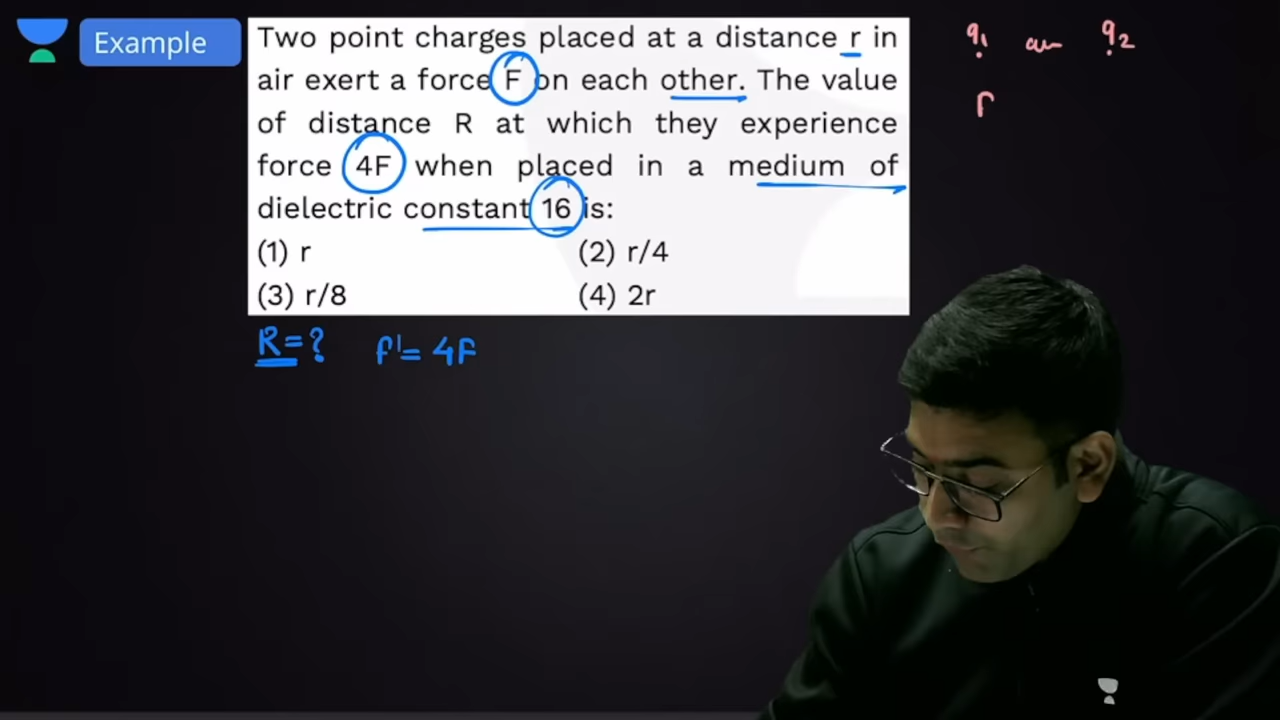 Example
Two point charges placed at a distance r in
air exert a force F on each other. The value
of distance R at which they experience
force 4F when placed in a medium of
dielectric constant 16 is:
(1) r (2) r/4
(3) r/8 (4) 2r
q1 air q2
r
R = ? F' = 4F